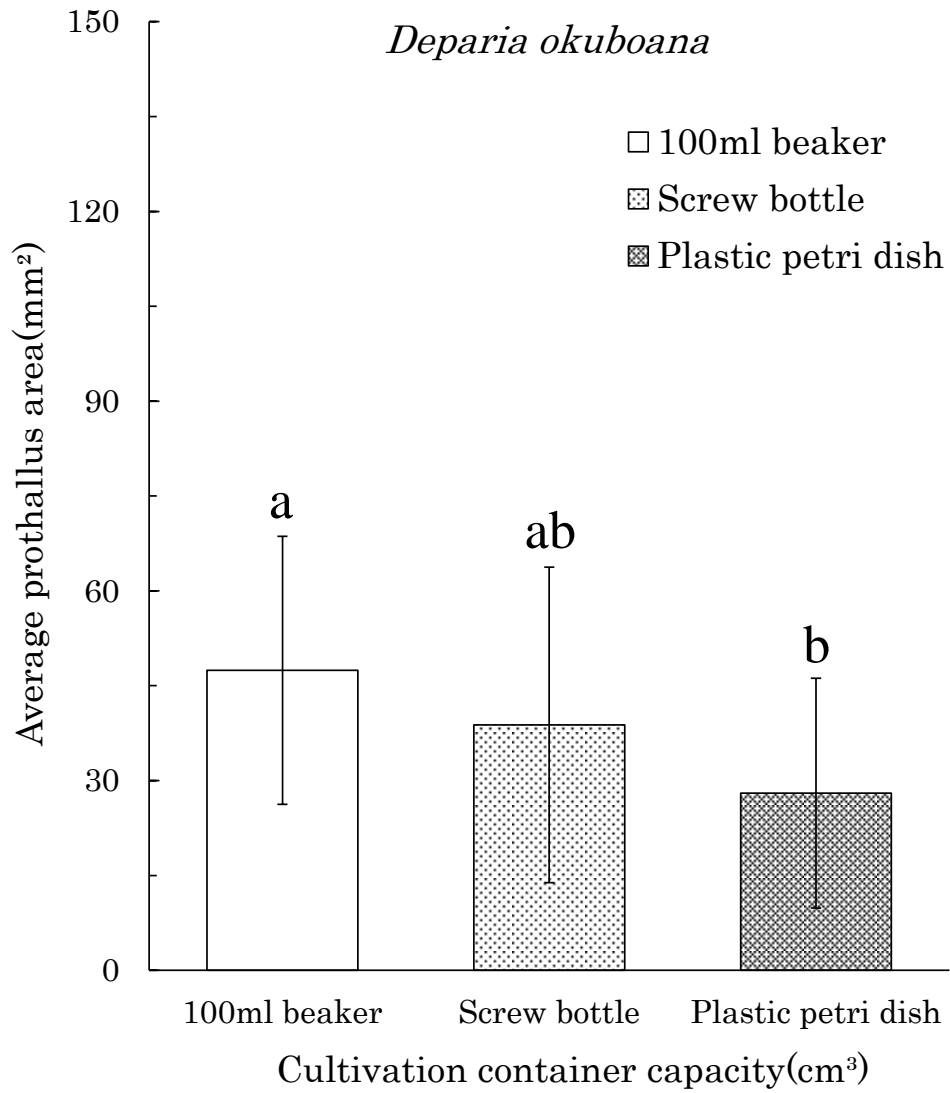 Deparia okuboana
100ml beaker
Screw bottle
Plastic petri dish
Average prothallus area(mm²)
150
120
90
60
30
0
a
ab
b
100ml beaker
Screw bottle
Plastic petri dish
Cultivation container capacity(cm³)